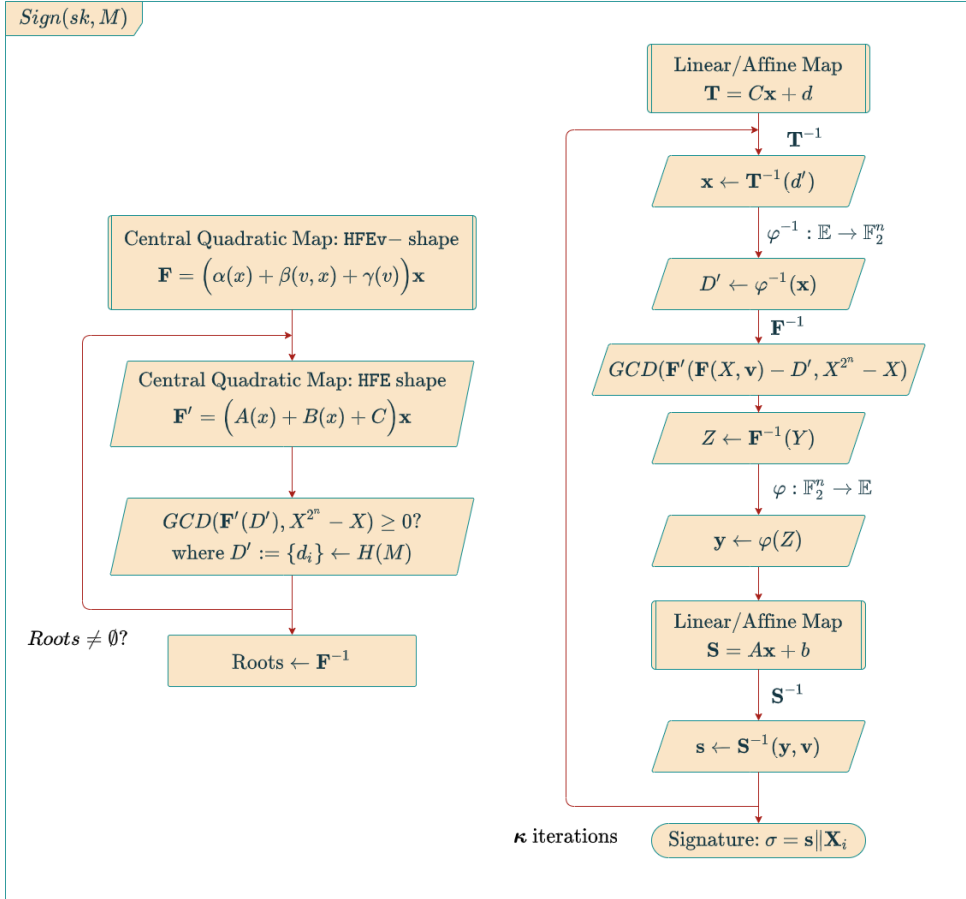 Sign(sk, M)
Central Quadratic Map: HFEv− shape
F = (α(x) + β(v, x) + γ(v))x
Central Quadratic Map: HFE shape
F′ = (A(x) + B(x) + C)x
GCD(F′(D′), X^{2^n} − X) ≥ 0?
where D′ := {d_i} ← H(M)
Roots ≠ ∅?
Roots ← F^{−1}
Linear/Affine Map
T = Cx + d
T^{−1}
x ← T^{−1}(d′)
φ^{−1} : 𝔼 → 𝔽_2^n
D′ ← φ^{−1}(x)
F^{−1}
GCD(F′(F(X, v) − D′, X^{2^n} − X)
Z ← F^{−1}(Y)
φ : 𝔽_2^n → 𝔼
y ← φ(Z)
Linear/Affine Map
S = Ax + b
S^{−1}
s ← S^{−1}(y, v)
κ iterations
Signature: σ = s‖X_i